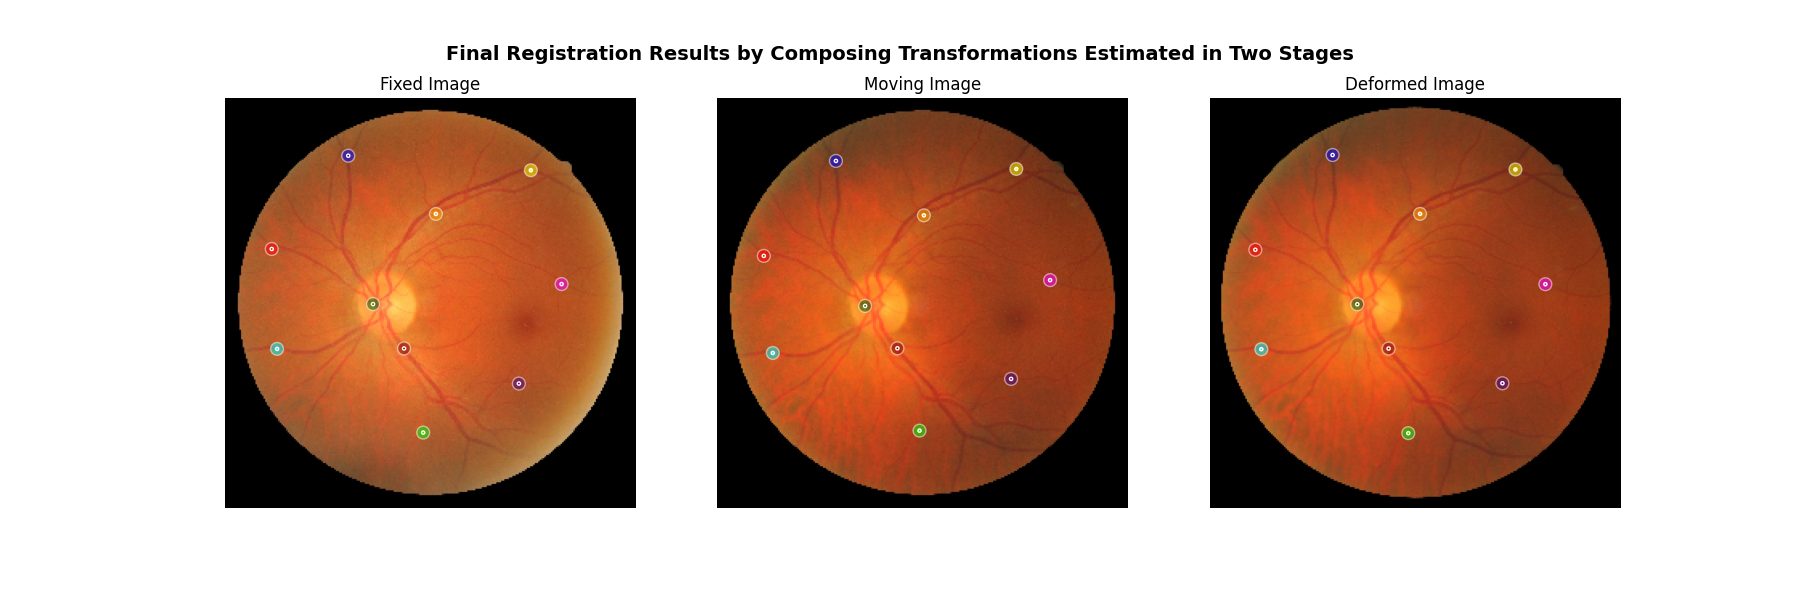 Final Registration Results by Composing Transformations Estimated in Two Stages
Fixed Image
Moving Image
Deformed Image